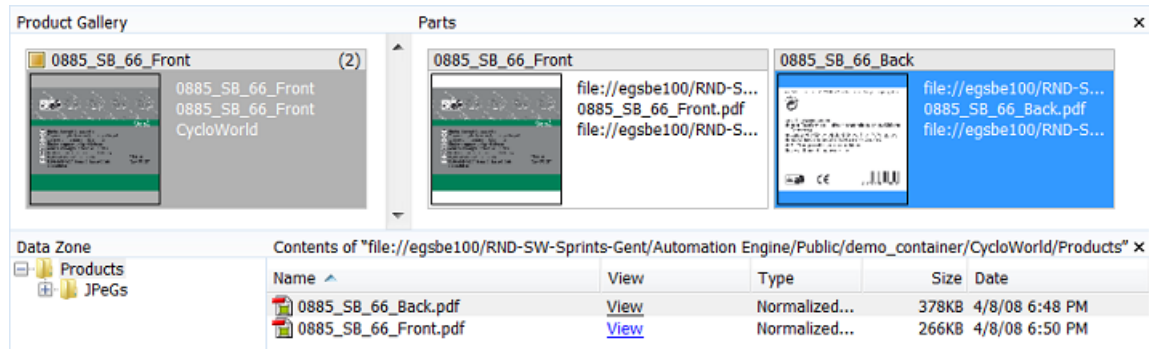 Product Gallery
Parts
0885_SB_66_Front (2)
0885_SB_66_Front
0885_SB_66_Front
CycloWorld
0885_SB_66_Front
file://egsbe100/RND-S...
0885_SB_66_Front.pdf
file://egsbe100/RND-S...
0885_SB_66_Back
file://egsbe100/RND-S...
0885_SB_66_Back.pdf
file://egsbe100/RND-S...
CE
Data Zone
Products
JPeGs
Contents of "file://egsbe100/RND-SW-Sprints-Gent/Automation Engine/Public/demo_container/CycloWorld/Products"
Name View Type Size Date
0885_SB_66_Back.pdf View Normalized... 378KB 4/8/08 6:48 PM
0885_SB_66_Front.pdf View Normalized... 266KB 4/8/08 6:50 PM